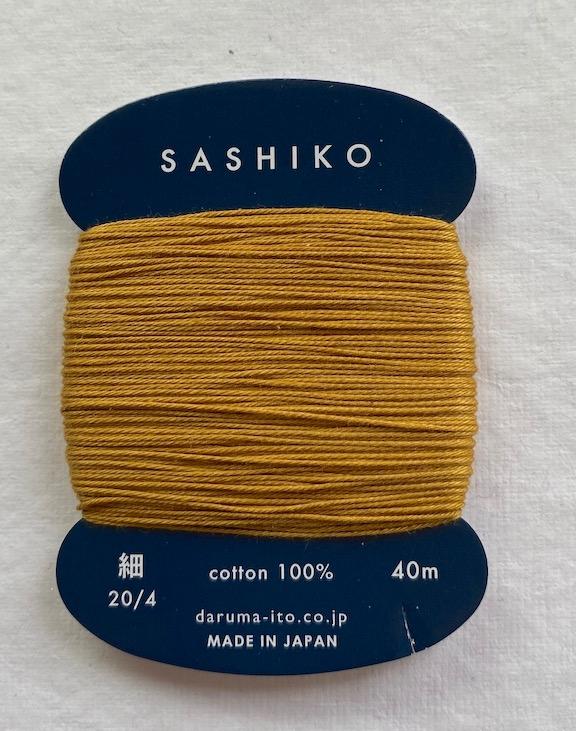 SASHIKO
細 cotton 100% 40m
20/4
daruma-ito.co.jp
MADE IN JAPAN